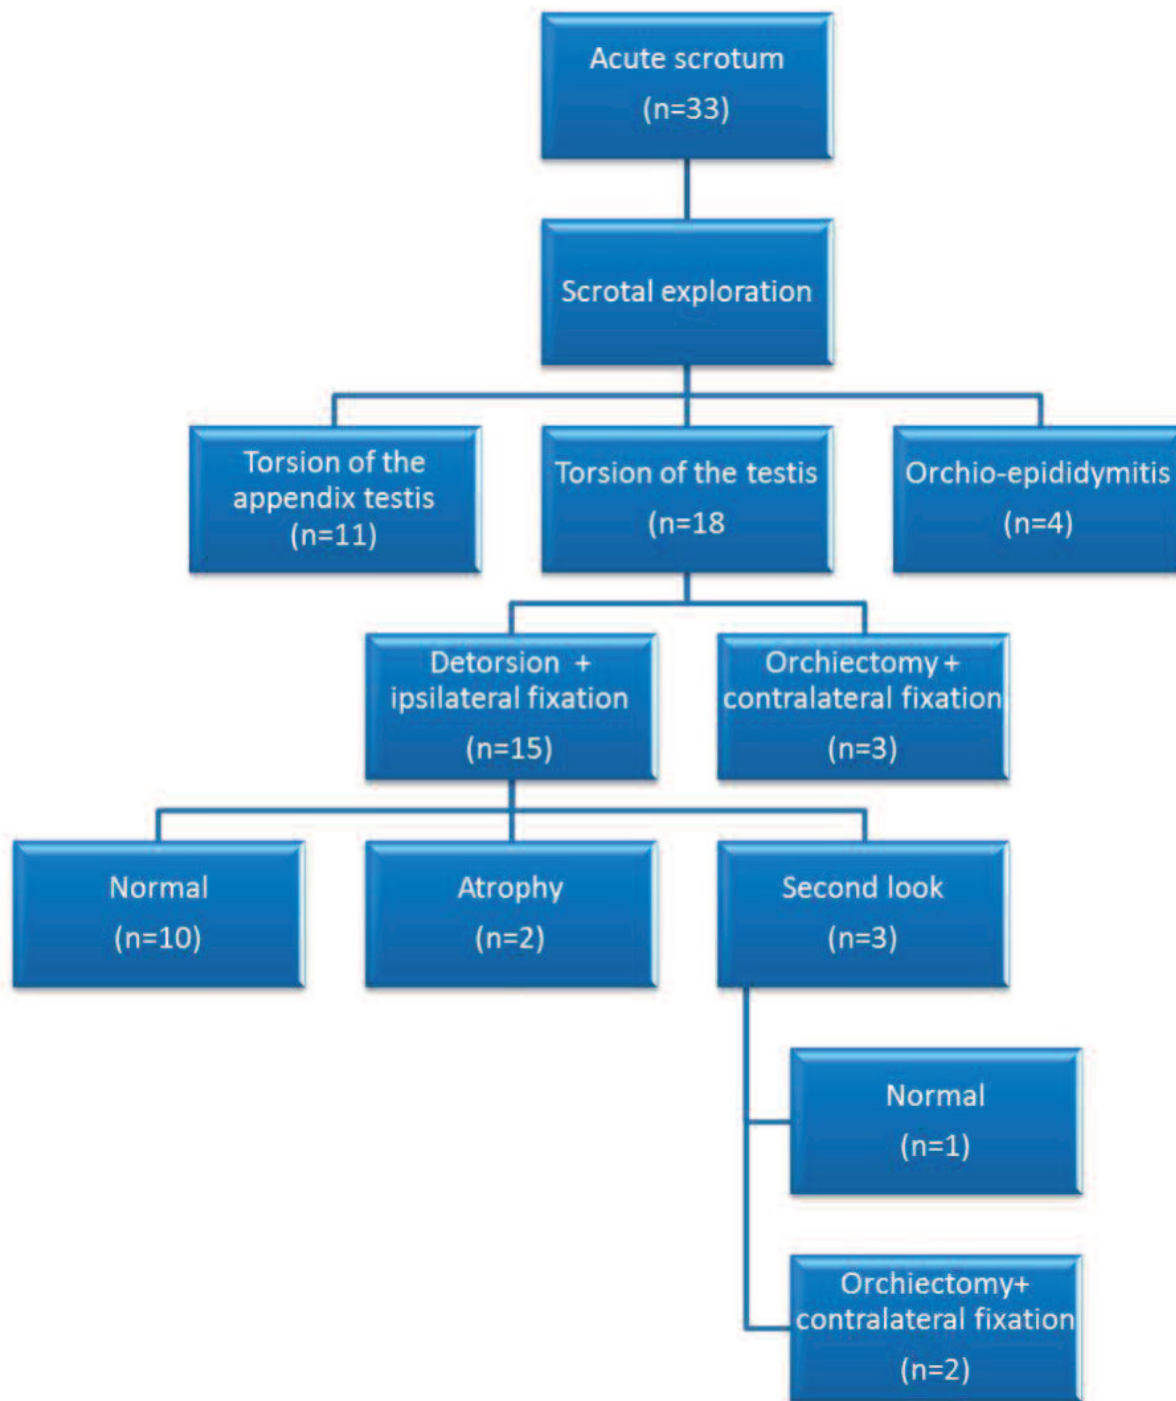 Acute scrotum
(n=33)
Scrotal exploration
Torsion of the
appendix testis
(n=11)
Torsion of the testis
(n=18
Orchio-epididymitis
(n=4)
Detorsion +
ipsilateral fixation
(n=15)
Orchiectomy +
contralateral fixation
(n=3)
Normal
(n=10)
Atrophy
(n=2)
Second look
(n=3)
Normal
(n=1)
Orchiectomy+
contralateral fixation
(n=2)